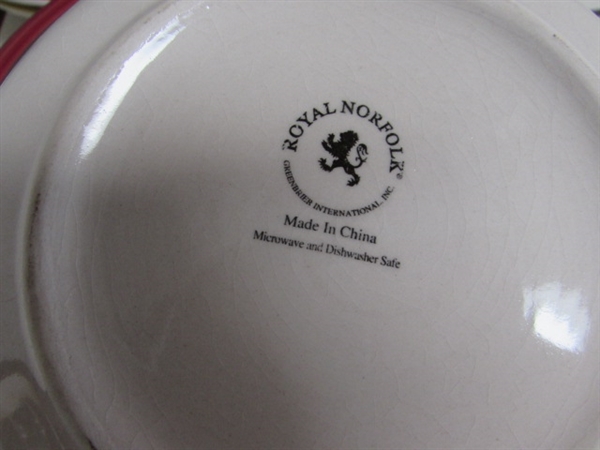 ROYAL NORFOLK®
GREENBRIER INTERNATIONAL, INC.
Made In China
Microwave and Dishwasher Safe